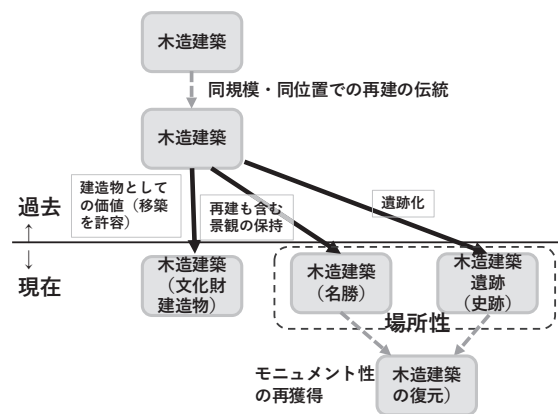 木造建築
同規模・同位置での再建の伝統
木造建築
建造物として
の価値（移築
を許容）
再建も含む
景観の保持
遺跡化
過去
↑
↓
現在
木造建築
（文化財
建造物）
木造建築
（名勝）
木造建築
遺跡
（史跡）
場所性
モニュメント性
の再獲得
木造建築
の復元）